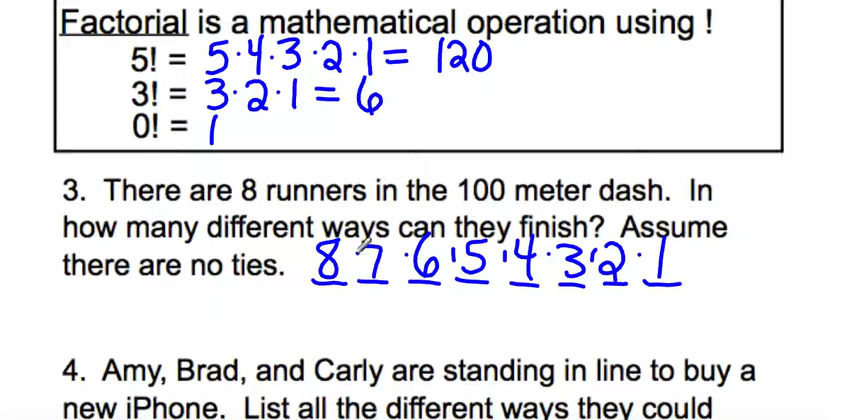 Factorial is a mathematical operation using !
5! = 5·4·3·2·1 = 120
3! = 3·2·1 = 6
0! = 1
3. There are 8 runners in the 100 meter dash. In
how many different ways can they finish? Assume
there are no ties. 8·7·6·5·4·3·2·1
4. Amy, Brad, and Carly are standing in line to buy a
new iPhone. List all the different ways they could